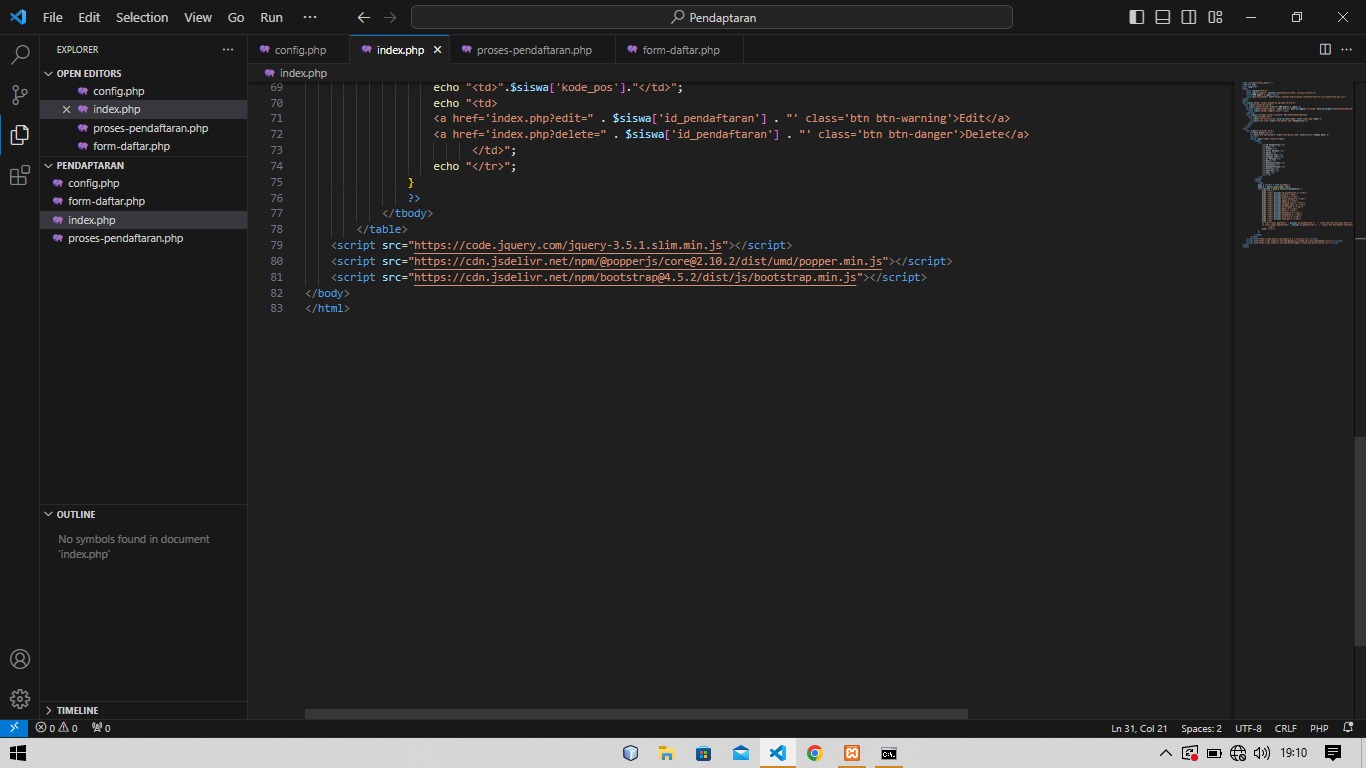 File Edit Selection View Go Run ··· Pendaptaran
EXPLORER ···
OPEN EDITORS
config.php
index.php
proses-pendaftaran.php
form-daftar.php
PENDAPTARAN
config.php
form-daftar.php
index.php
proses-pendaftaran.php
OUTLINE
No symbols found in document
'index.php'
TIMELINE
config.php index.php proses-pendaftaran.php form-daftar.php ···
index.php
69 echo "<td>".$siswa['kode_pos']."</td>";
70 echo "<td>
71 <a href='index.php?edit=" . $siswa['id_pendaftaran'] . "' class='btn btn-warning'>Edit</a>
72 <a href='index.php?delete=" . $siswa['id_pendaftaran'] . "' class='btn btn-danger'>Delete</a>
73 </td>";
74 echo "</tr>";
75 }
76 ?>
77 </tbody>
78 </table>
79 <script src="https://code.jquery.com/jquery-3.5.1.slim.min.js"></script>
80 <script src="https://cdn.jsdelivr.net/npm/@popperjs/core@2.10.2/dist/umd/popper.min.js"></script>
81 <script src="https://cdn.jsdelivr.net/npm/bootstrap@4.5.2/dist/js/bootstrap.min.js"></script>
82 </body>
83 </html>
0 0 0 Ln 31, Col 21 Spaces: 2 UTF-8 CRLF PHP
19:10